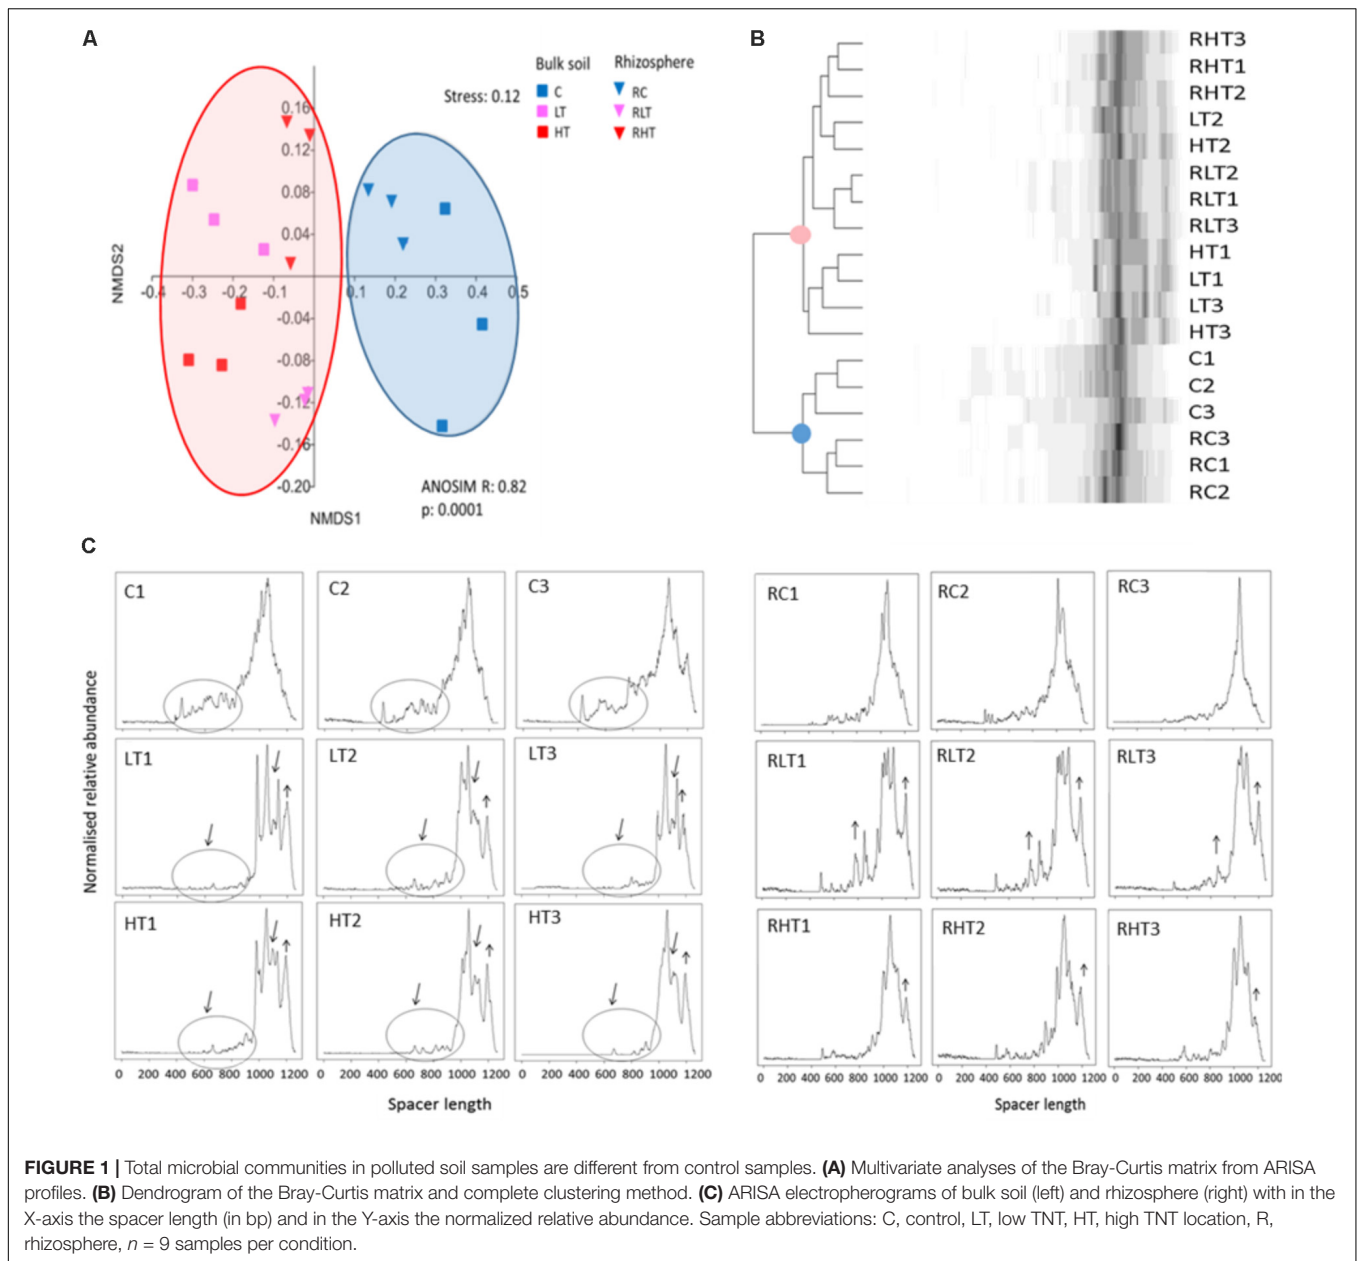 A
Stress: 0.12
Bulk soil Rhizosphere
C RC
LT RLT
HT RHT
0.16
0.12
0.08
0.04
-0.4 -0.3 -0.2 -0.1 0.1 0.2 0.3 0.4 0.5
-0.04
-0.08
-0.12
-0.16
-0.20
NMDS2
NMDS1
ANOSIM R: 0.82
p: 0.0001
B
RHT3
RHT1
RHT2
LT2
HT2
RLT2
RLT1
RLT3
HT1
LT1
LT3
HT3
C1
C2
C3
RC3
RC1
RC2
C
Normalised relative abundance
C1 C2 C3 RC1 RC2 RC3
LT1 LT2 LT3 RLT1 RLT2 RLT3
HT1 HT2 HT3 RHT1 RHT2 RHT3
0 200 400 600 800 1000 1200 0 200 400 600 800 1000 1200 0 200 400 600 800 1000 1200 0 200 400 600 800 1000 1200 0 200 400 600 800 1000 1200 0 200 400 600 800 1000 1200
Spacer length Spacer length
FIGURE 1 | Total microbial communities in polluted soil samples are different from control samples. (A) Multivariate analyses of the Bray-Curtis matrix from ARISA
profiles. (B) Dendrogram of the Bray-Curtis matrix and complete clustering method. (C) ARISA electropherograms of bulk soil (left) and rhizosphere (right) with in the
X-axis the spacer length (in bp) and in the Y-axis the normalized relative abundance. Sample abbreviations: C, control, LT, low TNT, HT, high TNT location, R,
rhizosphere, n = 9 samples per condition.